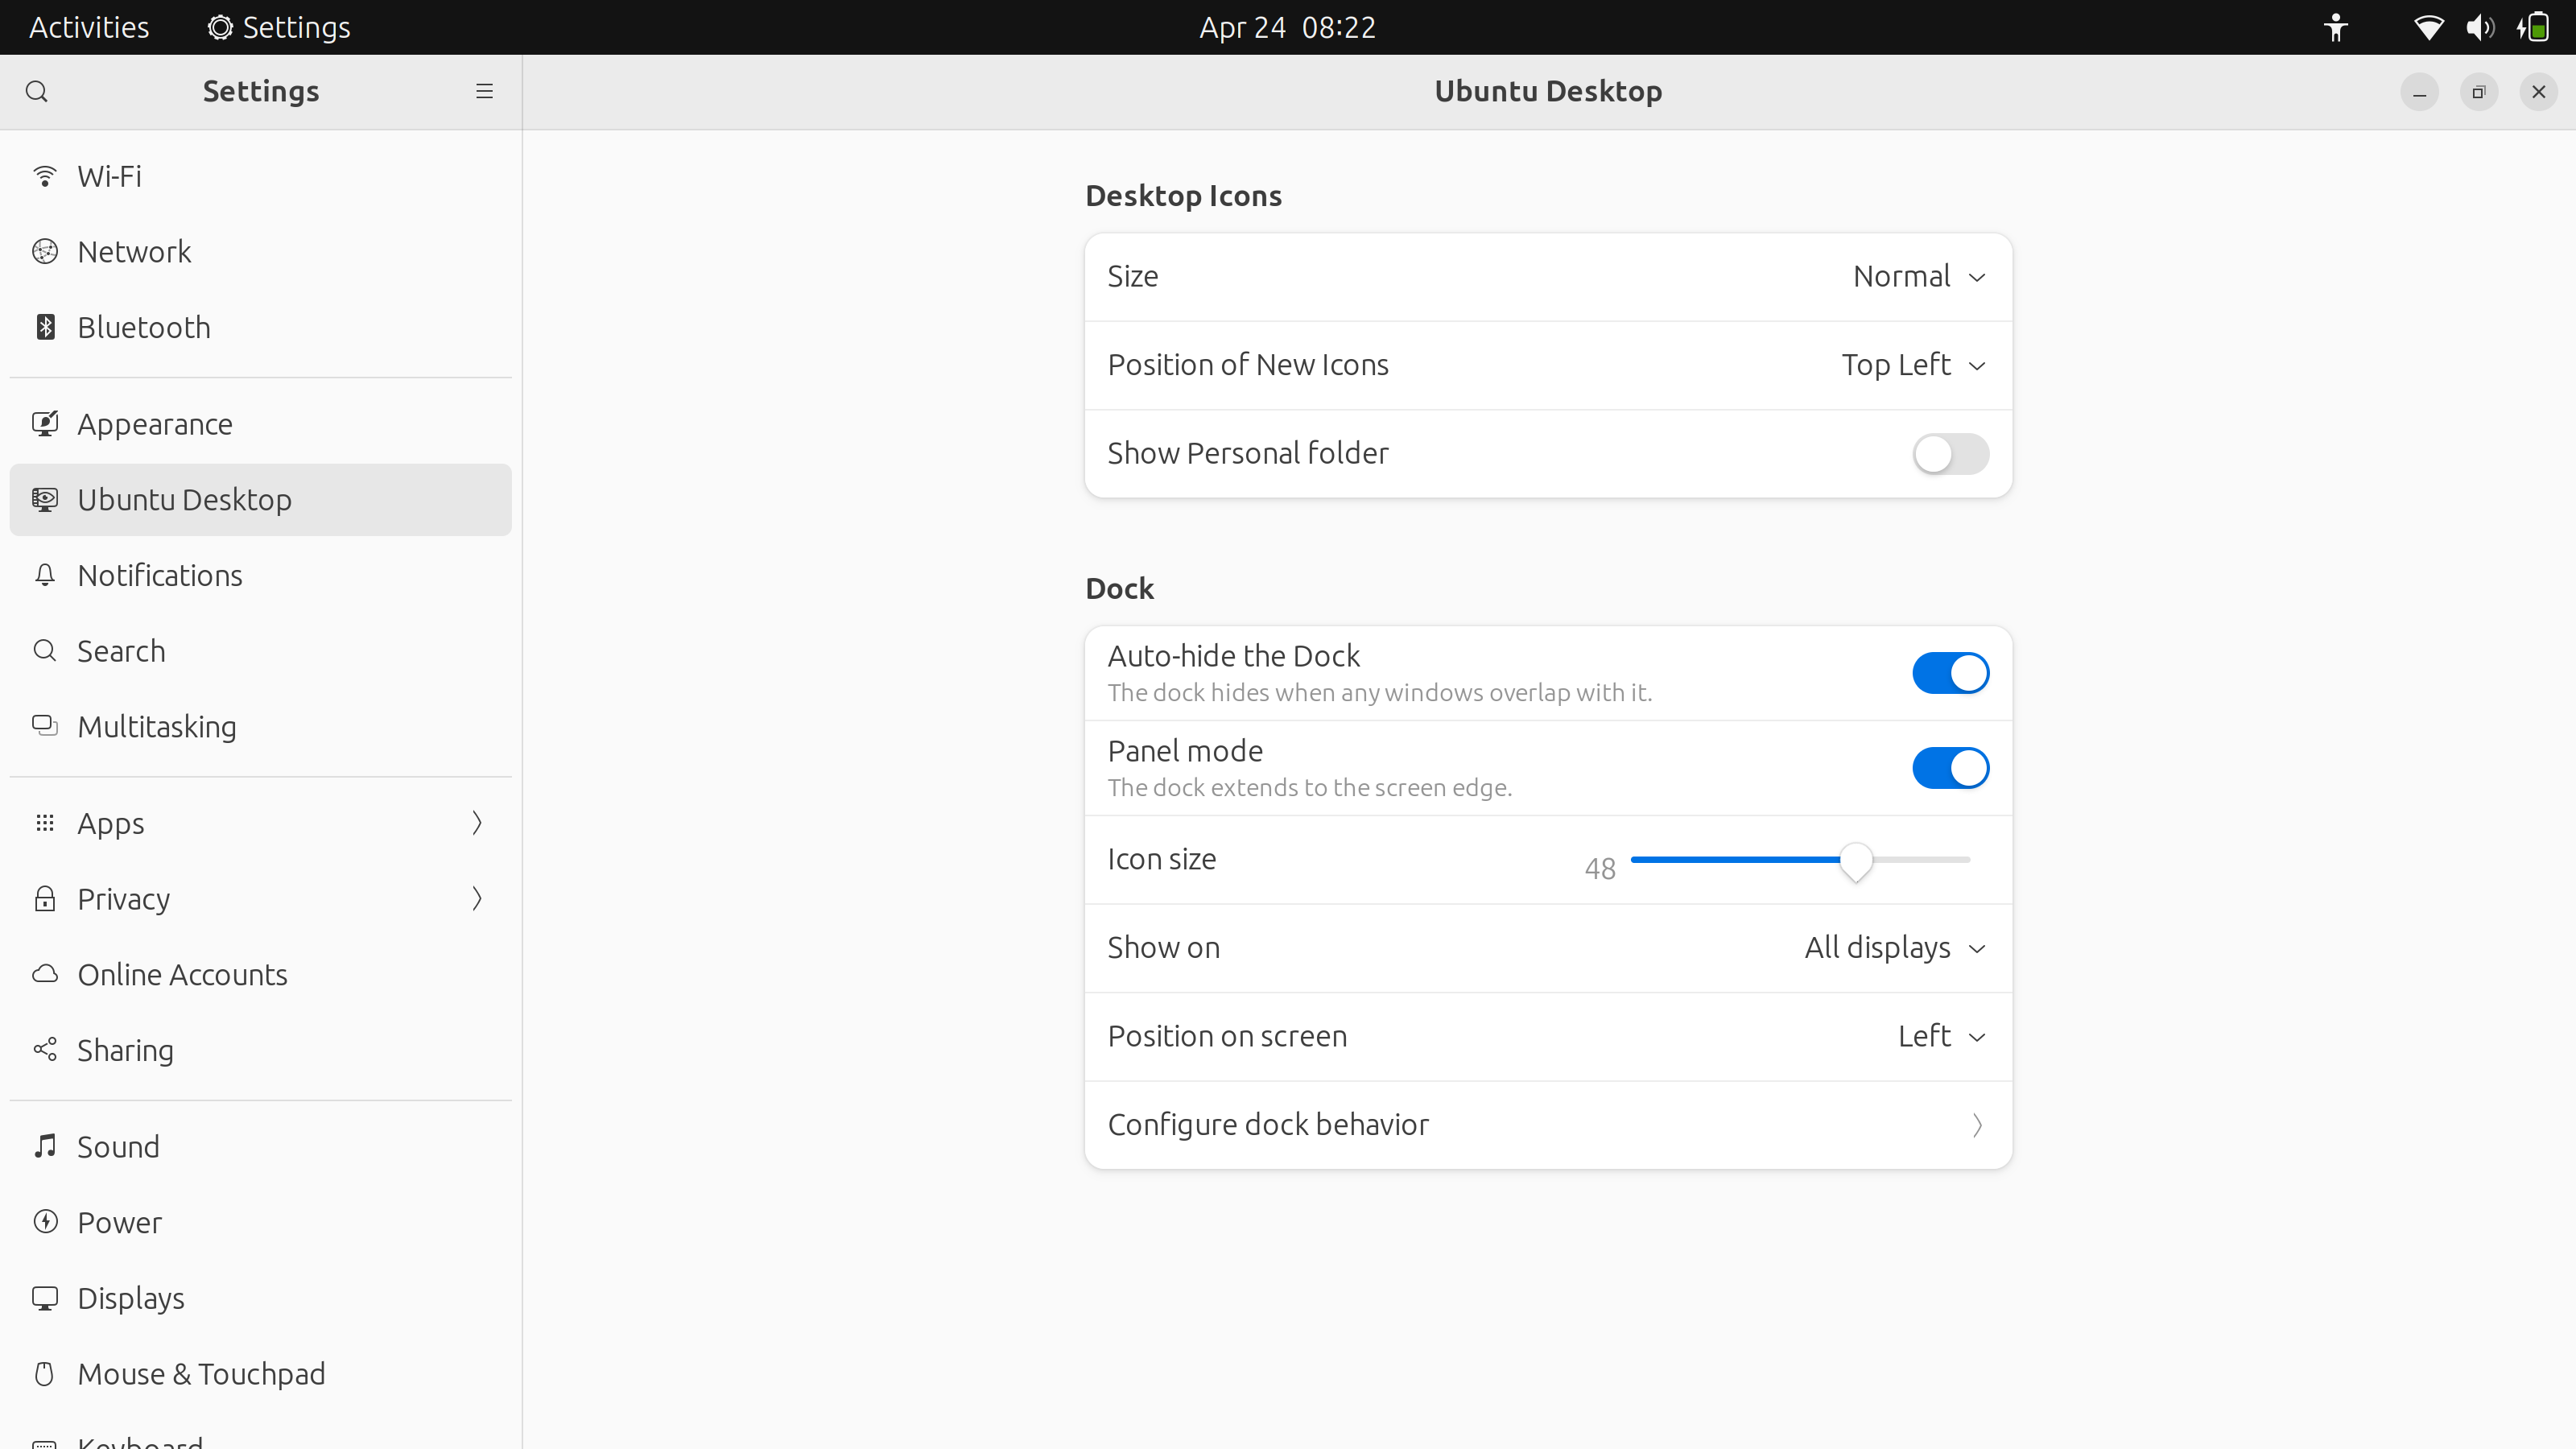 Activities
Settings
Apr 24 08:22
Settings
Ubuntu Desktop
Wi-Fi
Network
Bluetooth
Appearance
Ubuntu Desktop
Notifications
Search
Multitasking
Apps
Privacy
Online Accounts
Sharing
Sound
Power
Displays
Mouse & Touchpad
Keyboard
Desktop Icons
Size
Normal
Position of New Icons
Top Left
Show Personal folder
Dock
Auto-hide the Dock
The dock hides when any windows overlap with it.
Panel mode
The dock extends to the screen edge.
Icon size
48
Show on
All displays
Position on screen
Left
Configure dock behavior